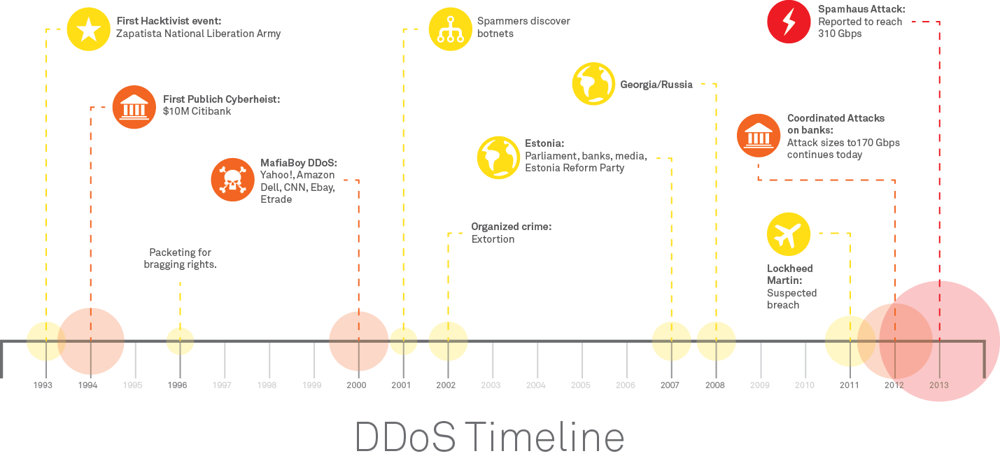 First Hacktivist event:
Zapatista National Liberation Army
First Publich Cyberheist:
$10M Citibank
MafiaBoy DDoS:
Yahoo!, Amazon
Dell, CNN, Ebay,
Etrade
Packeting for
bragging rights.
Spammers discover
botnets
Organized crime:
Extortion
Estonia:
Parliament, banks, media,
Estonia Reform Party
Georgia/Russia
Spamhaus Attack:
Reported to reach
310 Gbps
Coordinated Attacks
on banks:
Attack sizes to170 Gbps
continues today
Lockheed
Martin:
Suspected
breach
1993 1994 1995 1996 1997 1998 1999 2000 2001 2002 2003 2004 2005 2006 2007 2008 2009 2010 2011 2012 2013
DDoS Timeline